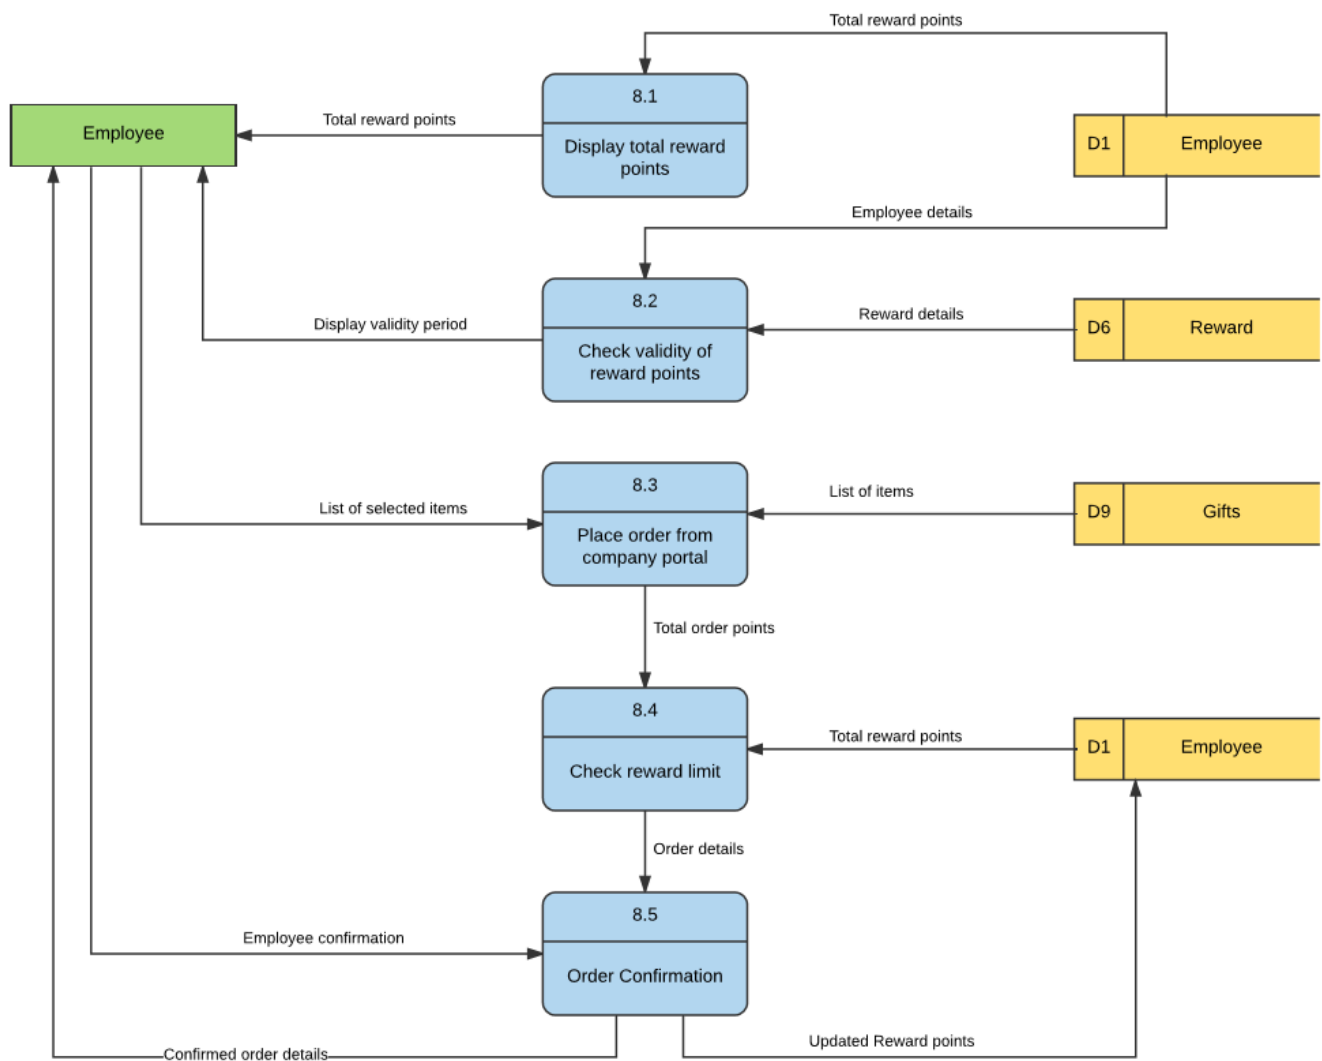 Total reward points
8.1
Display total reward
points
Employee
Total reward points
D1
Employee
Employee details
8.2
Check validity of
reward points
Display validity period
Reward details
D6
Reward
8.3
Place order from
company portal
List of selected items
List of items
D9
Gifts
Total order points
8.4
Check reward limit
Total reward points
D1
Employee
Order details
8.5
Order Confirmation
Employee confirmation
Confirmed order details
Updated Reward points